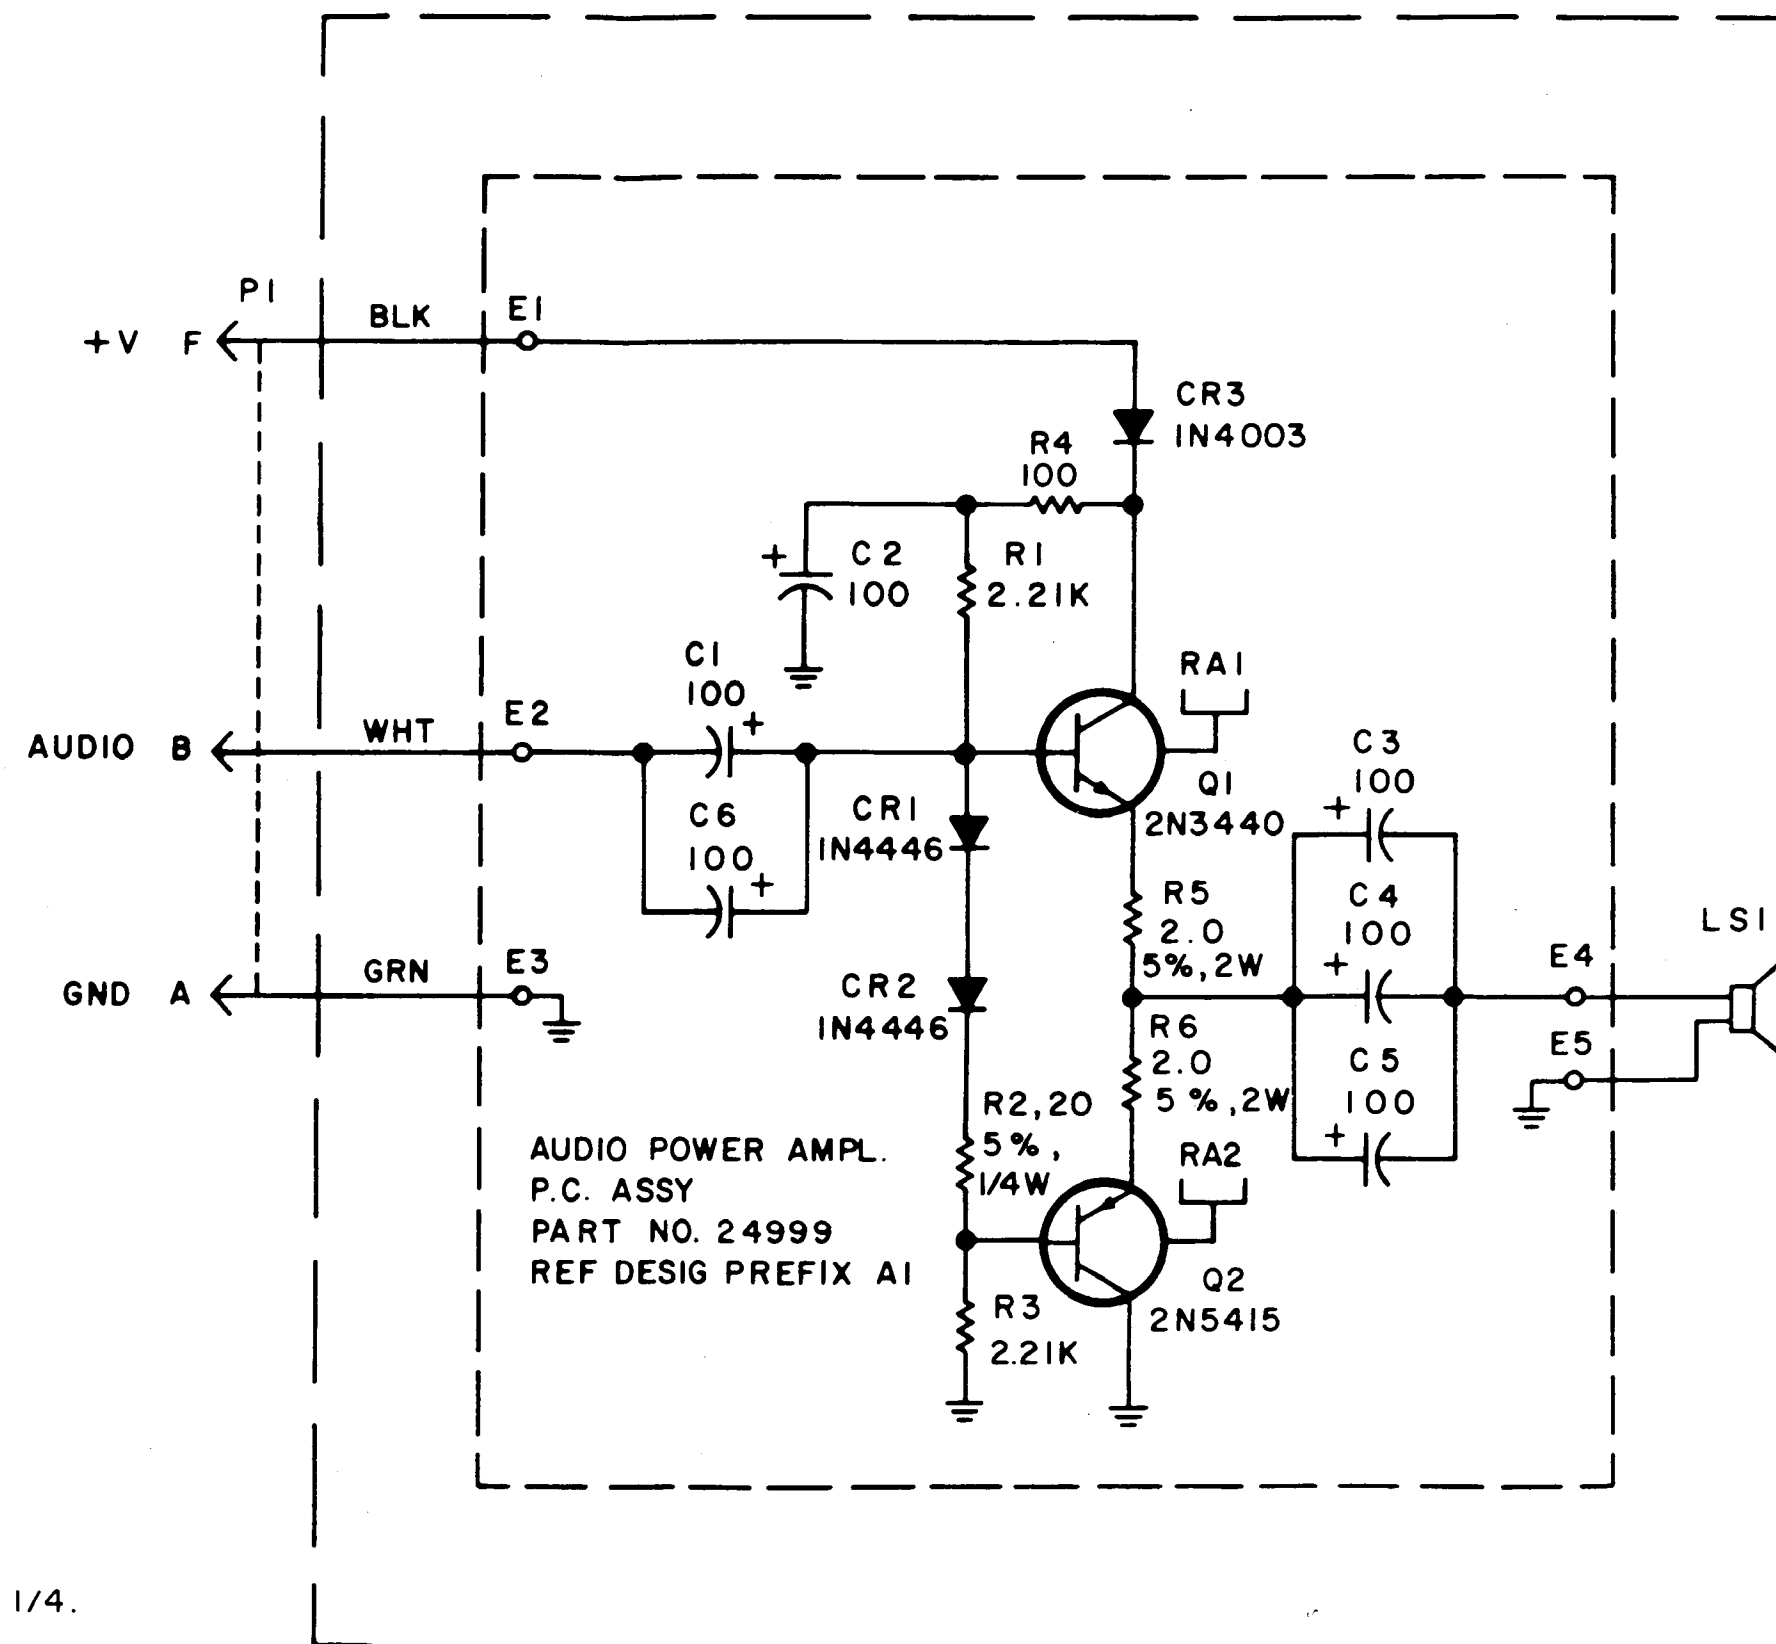 P1
+V F
BLK
E1
CR3
1N4003
R4
100
+
C2
100
R1
2.21K
C1
100
+
RA1
AUDIO B
WHT
E2
Q1
2N3440
C6
100
+
CR1
1N4446
C3
100
+
R5
2.0
5%, 2W
C4
100
+
LS1
GND A
GRN
E3
CR2
1N4446
E4
R6
2.0
5%, 2W
C5
100
+
E5
R2, 20
5%,
1/4W
RA2
AUDIO POWER AMPL.
P.C. ASSY
PART NO. 24999
REF DESIG PREFIX A1
Q2
2N5415
R3
2.21K
1/4.